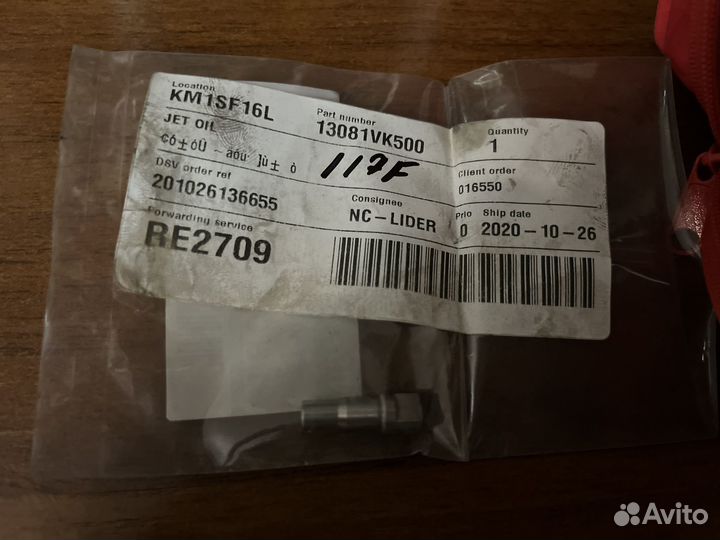 Location
KM1SF16L
Part number
13081VK500
Quantity
1
JET OIL
117F
Client order
016550
DSV order ref
201026136655
Consignee
NC-LIDER
Prio
0
Ship date
2020-10-26
Forwarding service
RE2709
Avito